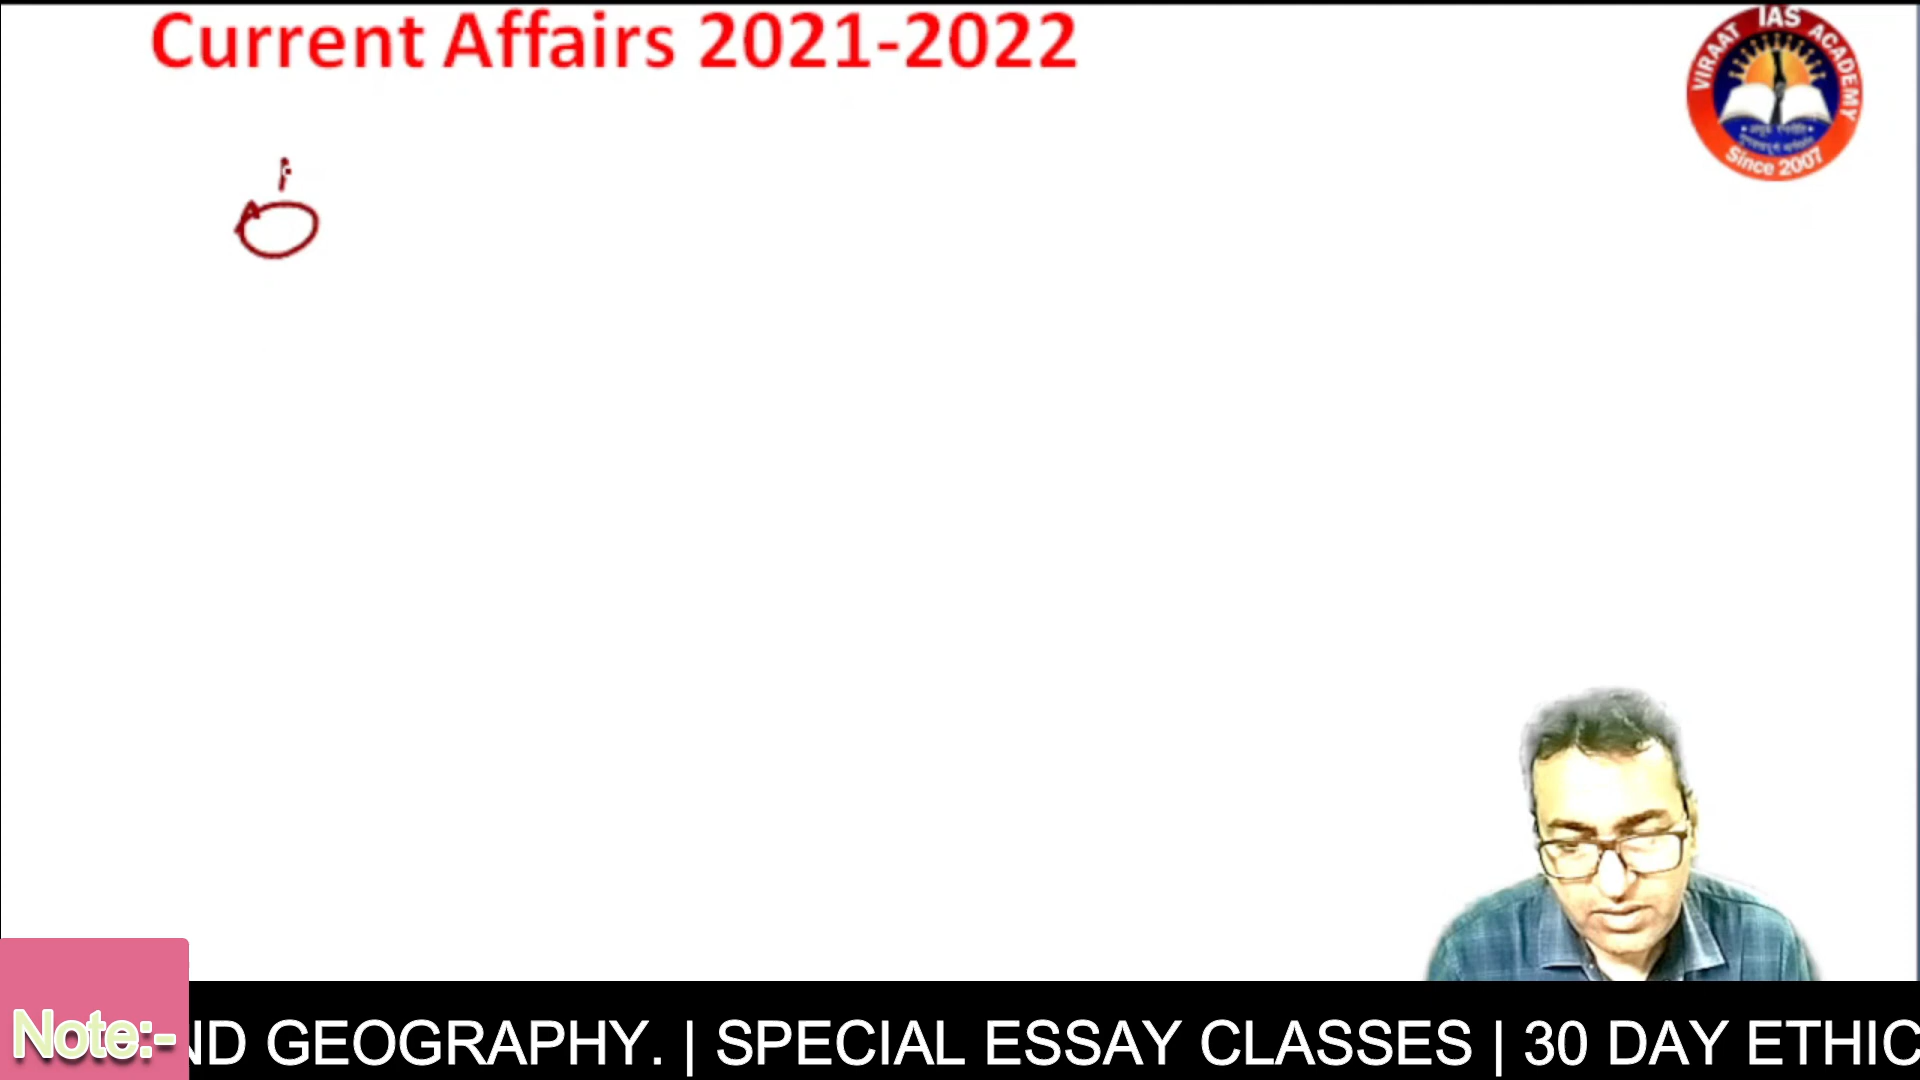 Current Affairs 2021-2022
VIRAAT IAS ACADEMY
Since 2007
Note:-
ND GEOGRAPHY. | SPECIAL ESSAY CLASSES | 30 DAY ETHIC